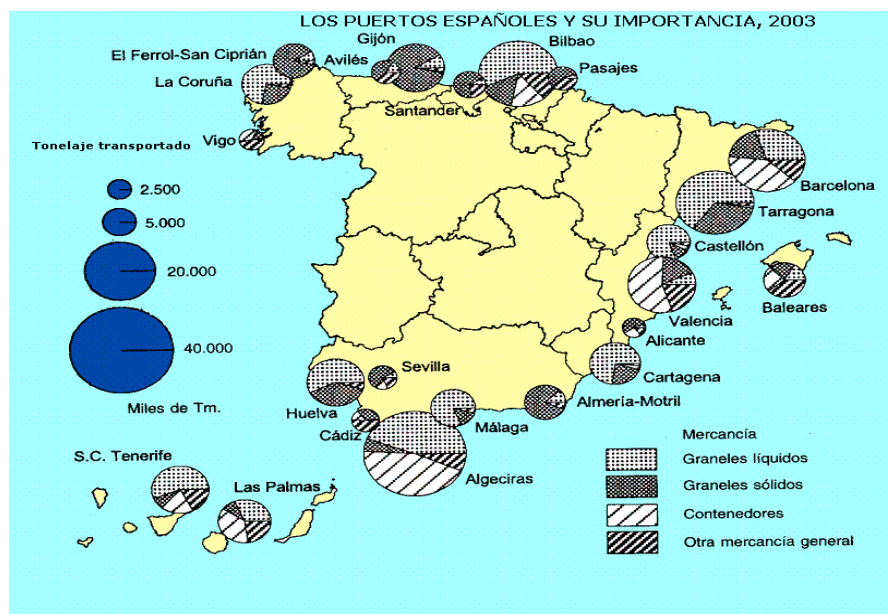 LOS PUERTOS ESPAÑOLES Y SU IMPORTANCIA, 2003
Gijón
Bilbao
El Ferrol-San Ciprián
Avilés
Pasajes
La Coruña
Santander
Vigo
Tonelaje transportado
2.500
5.000
20.000
40.000
Miles de Tm.
Barcelona
Tarragona
Castellón
Baleares
Valencia
Alicante
Cartagena
Sevilla
Huelva
Almería-Motril
Cádiz
Málaga
Algeciras
S.C. Tenerife
Las Palmas
Mercancía
Graneles líquidos
Graneles sólidos
Contenedores
Otra mercancía general